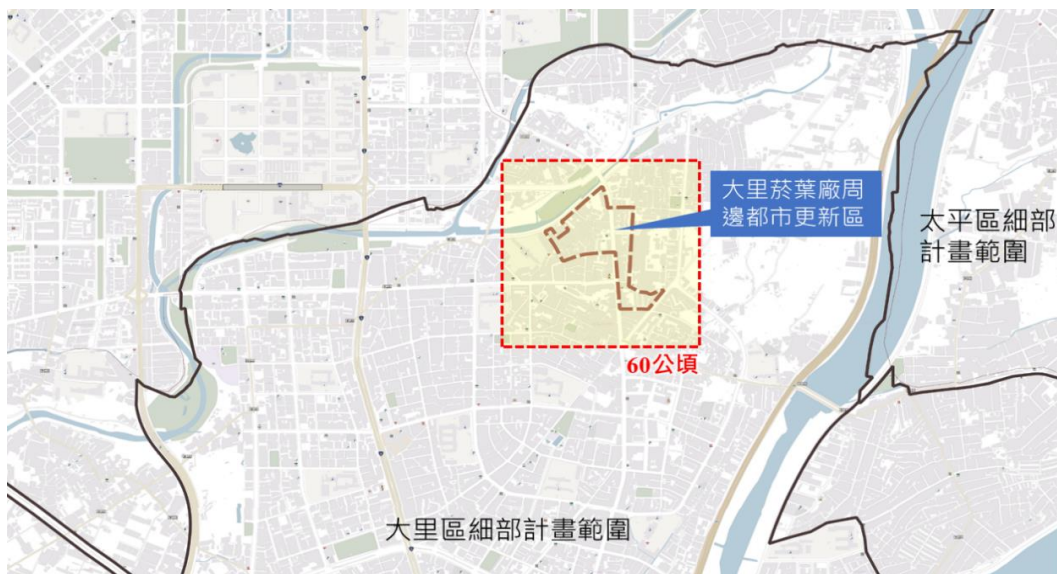 大里菸葉廠周
邊都市更新區
太平區細部
計畫範圍
60公頃
大里區細部計畫範圍